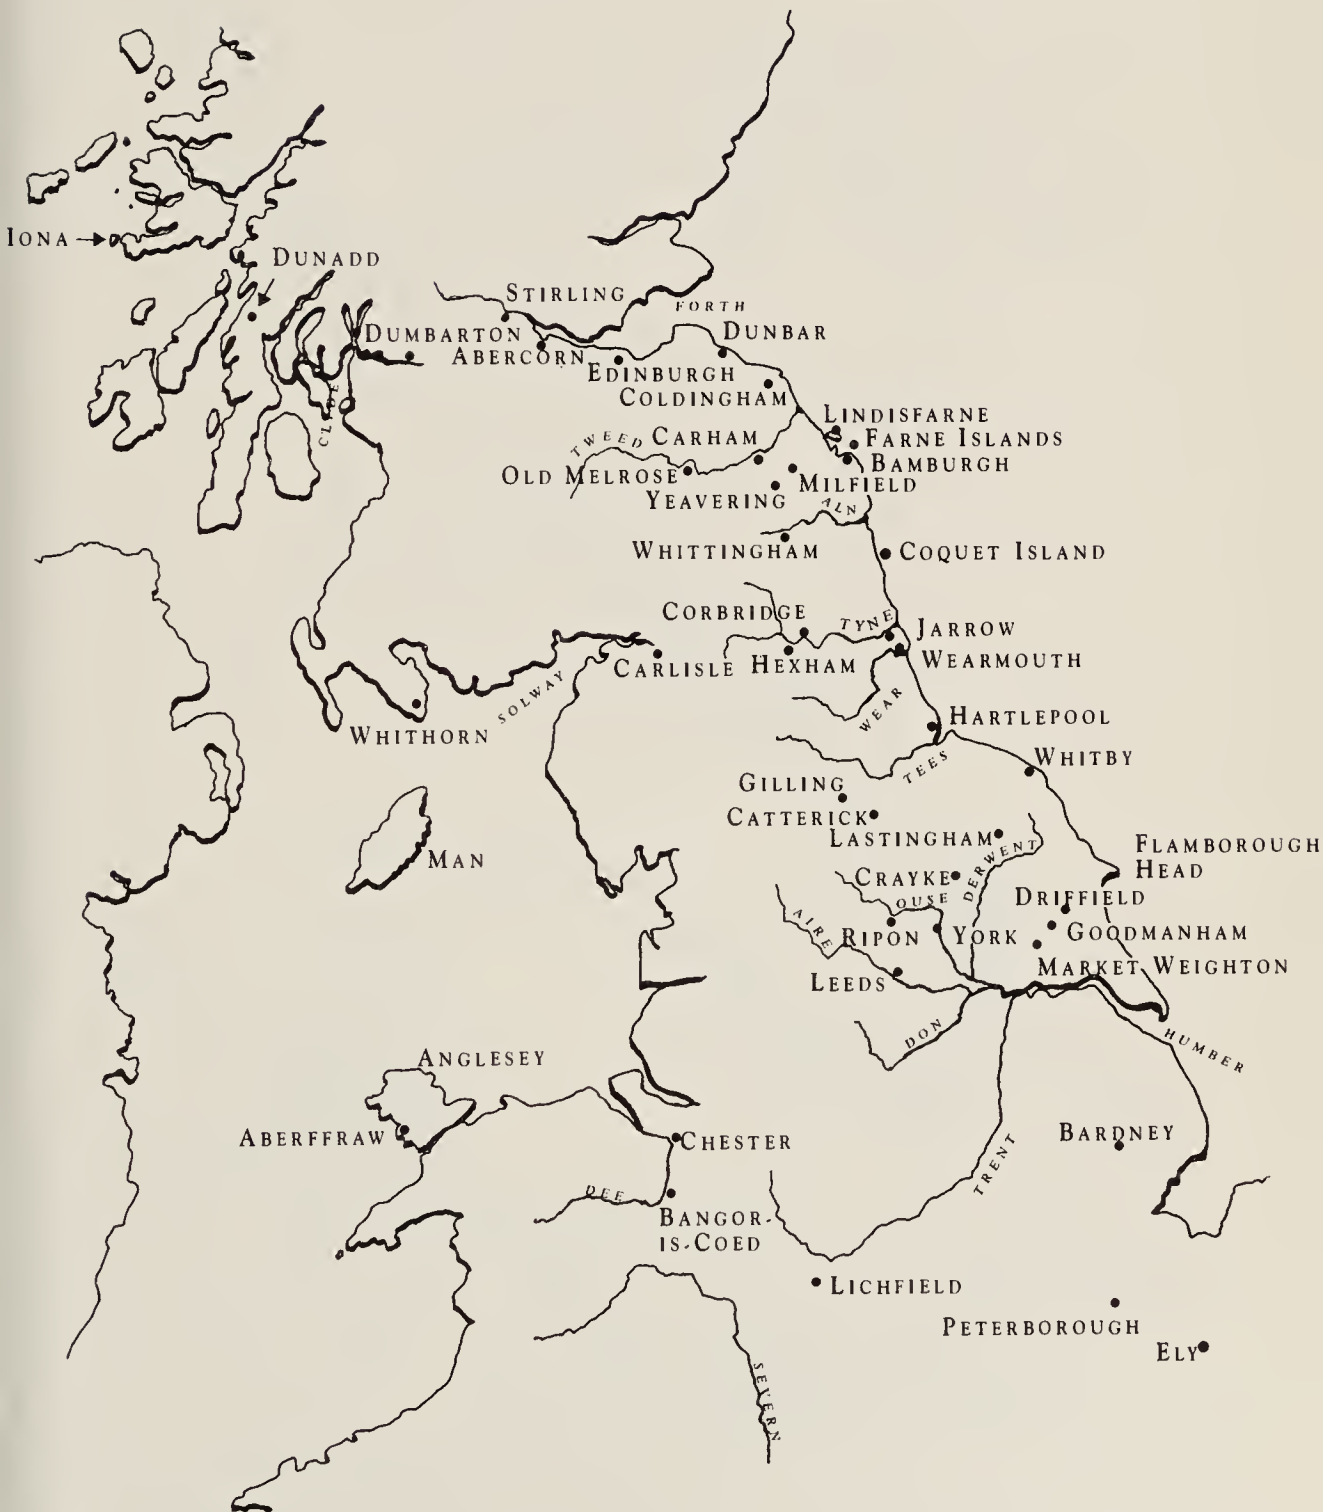 IONA
DUNADD
STIRLING
FORTH
DUMBARTON
ABERCORN
DUNBAR
EDINBURGH
COLDINGHAM
CLYDE
LINDISFARNE
TWEED
CARHAM
FARNE ISLANDS
BAMBURGH
OLD MELROSE
MILFIELD
YEAVERING
ALN
WHITTINGHAM
COQUET ISLAND
CORBRIDGE
TYNE
JARROW
CARLISLE
HEXHAM
WEARMOUTH
SOLWAY
WEAR
HARTLEPOOL
WHITHORN
TEES
WHITBY
GILLING
CATTERICK
LASTINGHAM
MAN
DERWENT
FLAMBOROUGH
HEAD
CRAYKE
OUSE
DRIFFIELD
AIRE
RIPON
YORK
GOODMANHAM
LEEDS
MARKET WEIGHTON
DON
HUMBER
ANGLESEY
ABERFFRAW
CHESTER
BARDNEY
TRENT
DEE
BANGOR-
IS-COED
LICHFIELD
PETERBOROUGH
ELY
SEVERN